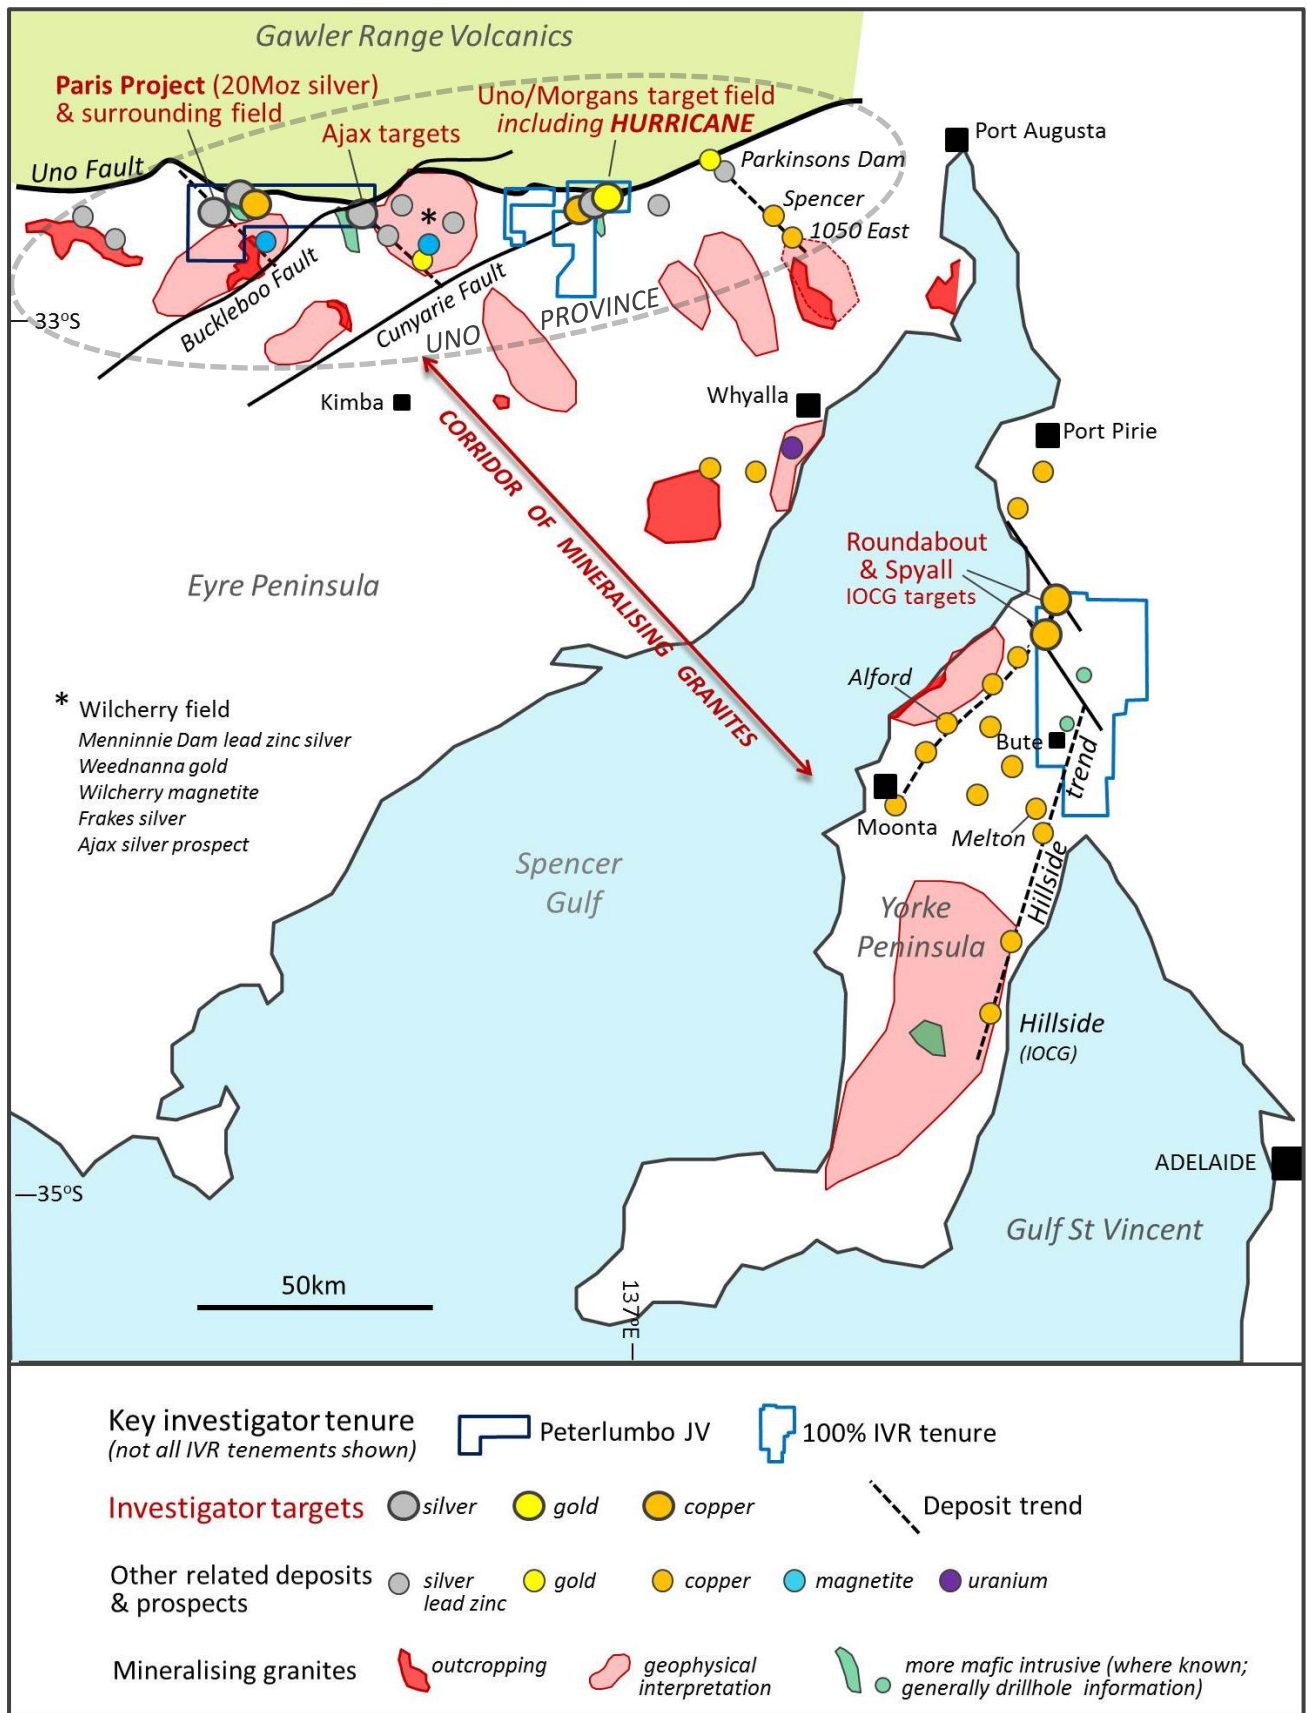 Gawler Range Volcanics
Paris Project (20Moz silver)
& surrounding field
Uno/Morgans target field
including HURRICANE
Ajax targets
Port Augusta
Uno Fault
Parkinsons Dam
Spencer
1050 East
Buckleboo Fault
Cunyarie Fault
UNO PROVINCE
33°S
Kimba
Whyalla
Port Pirie
CORRIDOR OF MINERALISING GRANITES
Roundabout
& Spyall
IOCG targets
Eyre Peninsula
Alford
* Wilcherry field
Menninnie Dam lead zinc silver
Weednanna gold
Wilcherry magnetite
Frakes silver
Ajax silver prospect
Bute
Moonta
Melton
Hillside trend
Spencer
Gulf
Yorke
Peninsula
Hillside
(IOCG)
ADELAIDE
35°S
Gulf St Vincent
50km
137°E
Key investigator tenure
(not all IVR tenements shown)
Peterlumbo JV
100% IVR tenure
Investigator targets
silver
gold
copper
Deposit trend
Other related deposits
& prospects
silver
lead zinc
gold
copper
magnetite
uranium
Mineralising granites
outcropping
geophysical
interpretation
more mafic intrusive (where known;
generally drillhole information)